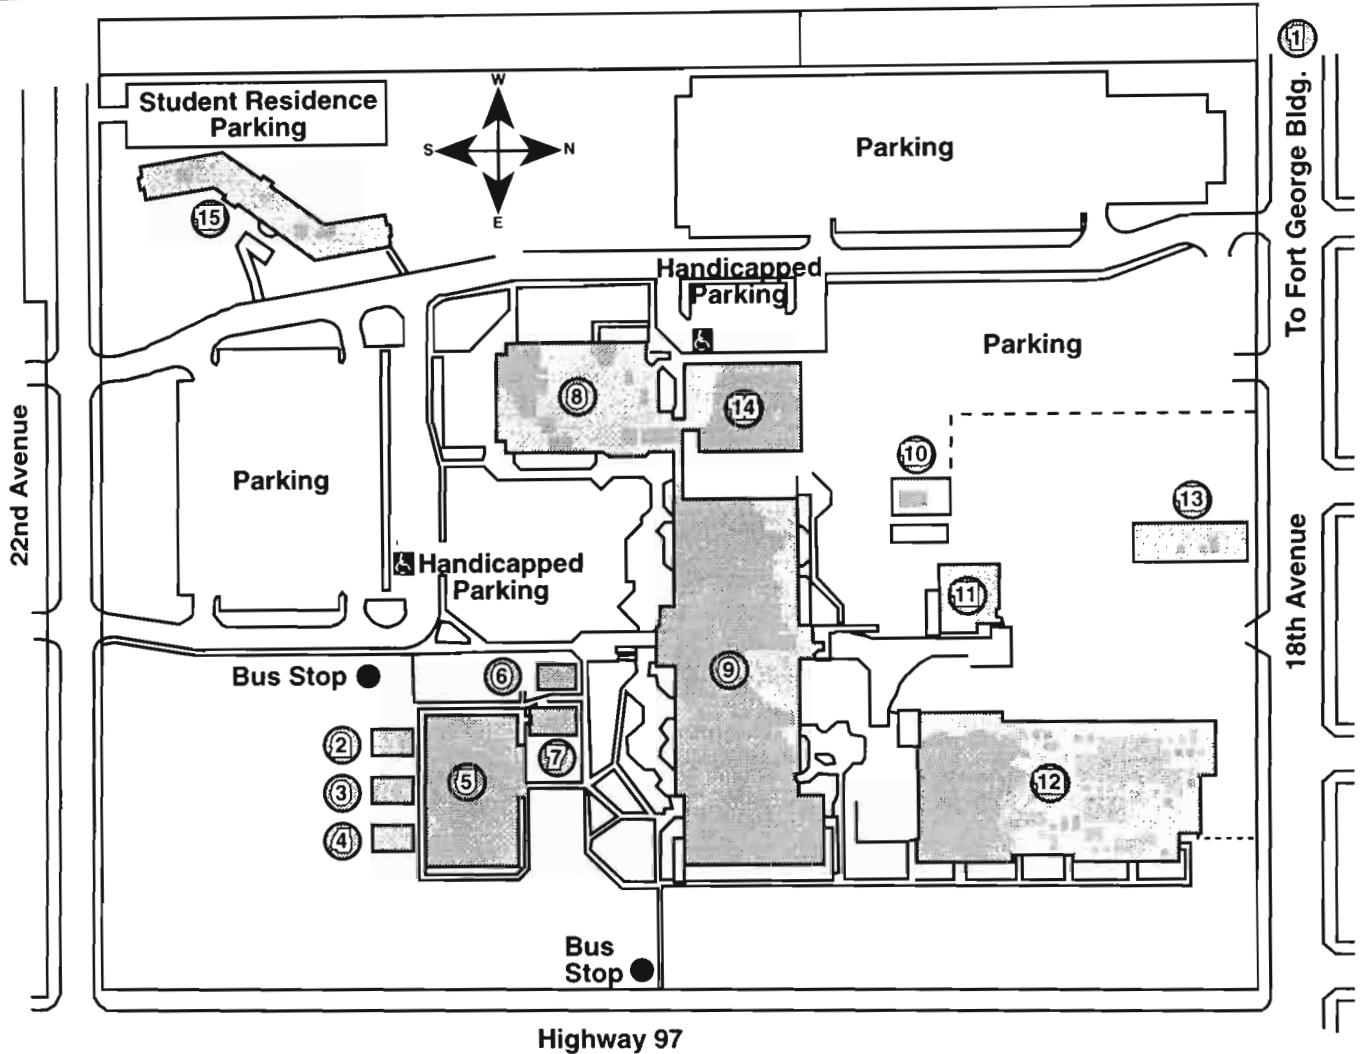 1
Student Residence
Parking
W
S
N
E
Parking
To Fort George Bldg.
15
Handicapped
Parking
Parking
8
14
10
22nd Avenue
Parking
13
Handicapped
Parking
11
18th Avenue
Bus Stop
6
9
2
7
5
12
3
4
Bus
Stop
Highway 97